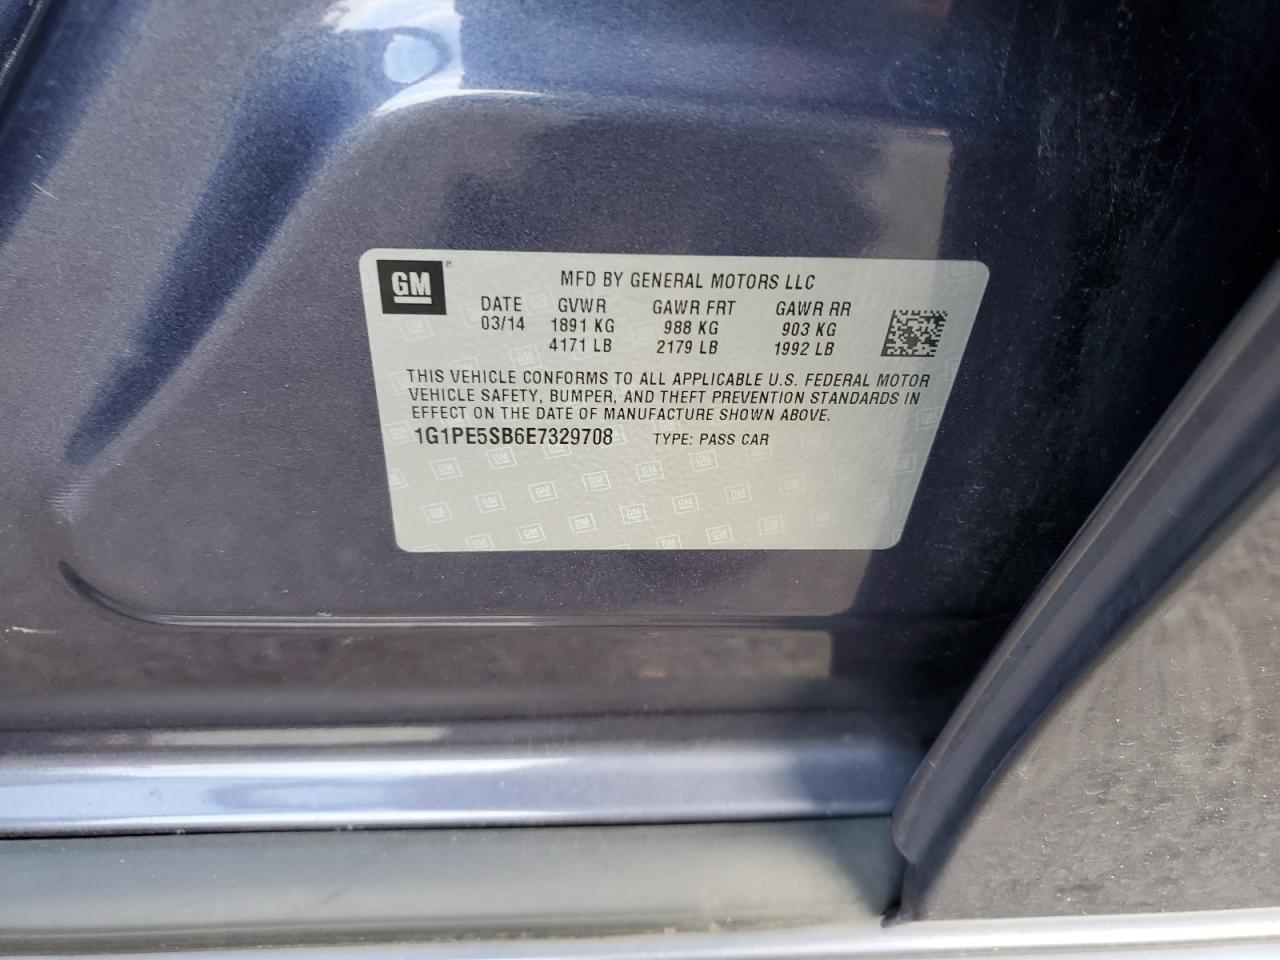 GM
MFD BY GENERAL MOTORS LLC
DATE GVWR GAWR FRT GAWR RR
03/14 1891 KG 988 KG 903 KG
4171 LB 2179 LB 1992 LB
THIS VEHICLE CONFORMS TO ALL APPLICABLE U.S. FEDERAL MOTOR
VEHICLE SAFETY, BUMPER, AND THEFT PREVENTION STANDARDS IN
EFFECT ON THE DATE OF MANUFACTURE SHOWN ABOVE.
1G1PE5SB6E7329708 TYPE: PASS CAR